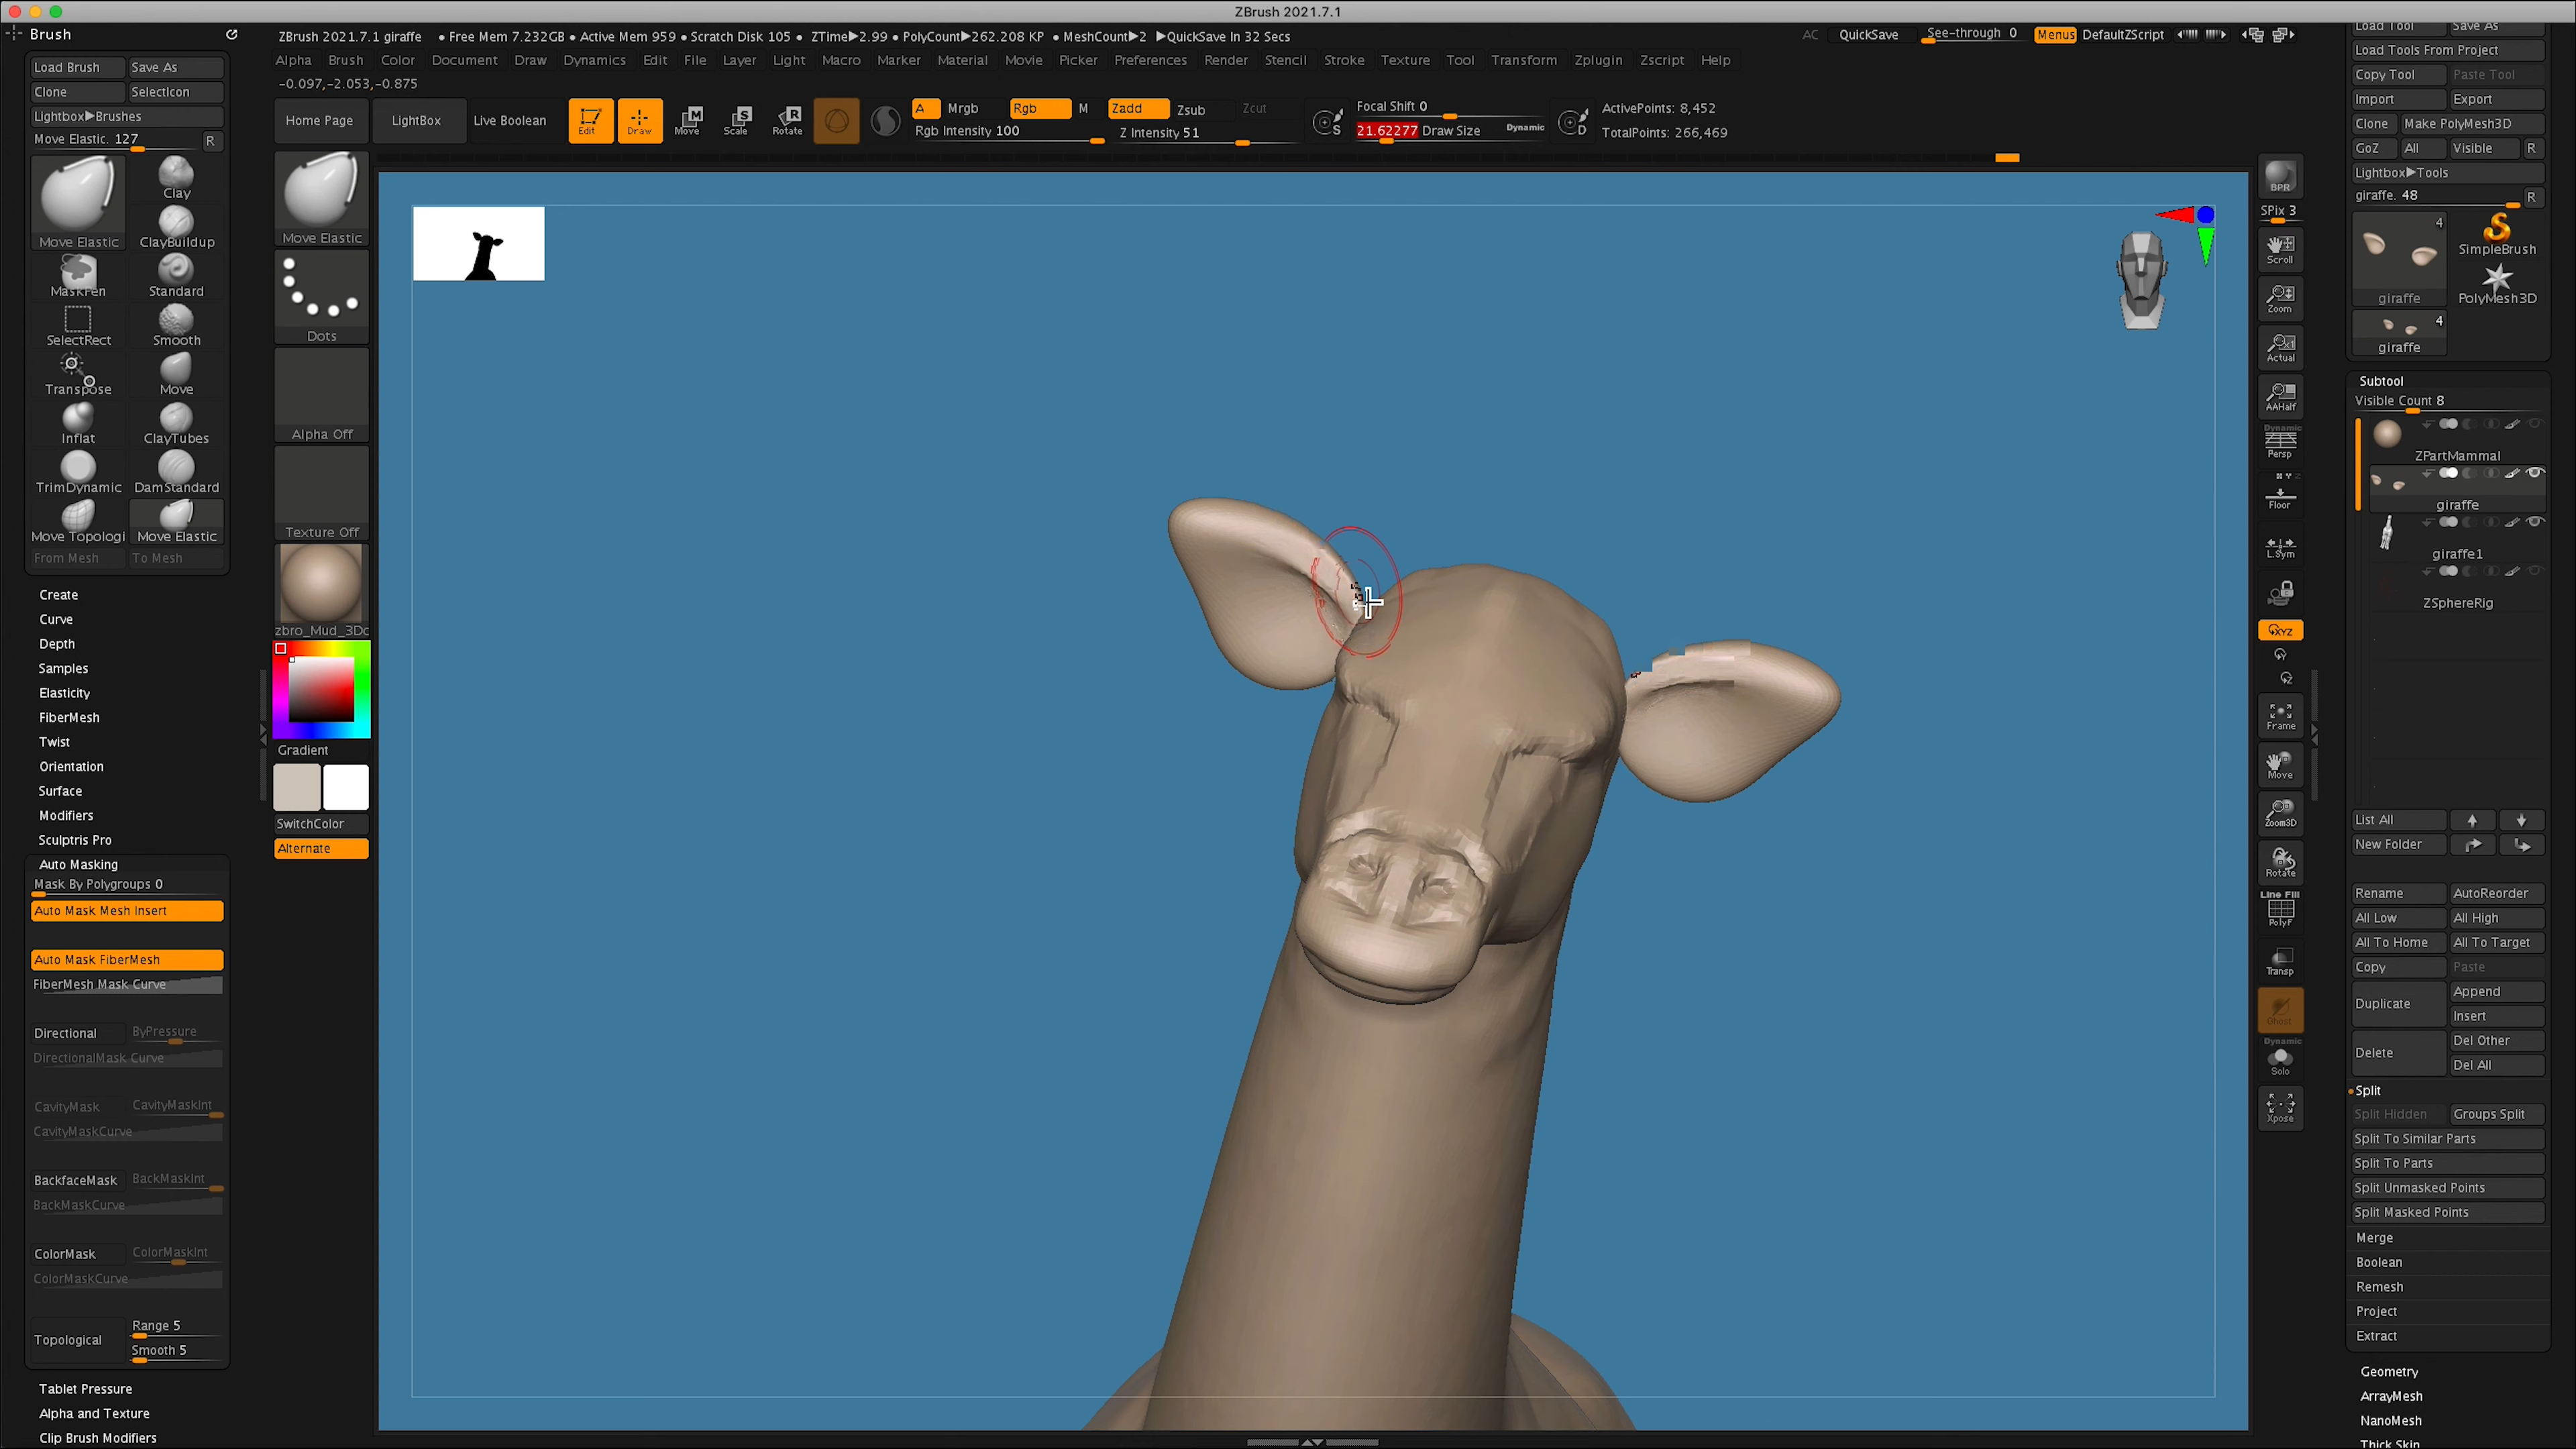 ZBrush 2021.7.1
Brush
ZBrush 2021.7.1 giraffe • Free Mem 7.232GB • Active Mem 959 • Scratch Disk 105 • ZTime▶2.99 • PolyCount▶262.208 KP • MeshCount▶2 ▶QuickSave In 32 Secs
AC QuickSave See-through 0 Menus DefaultZScript
Alpha Brush Color Document Draw Dynamics Edit File Layer Light Macro Marker Material Movie Picker Preferences Render Stencil Stroke Texture Tool Transform Zplugin Zscript Help
-0.097,-2.053,-0.875
Load Brush Save As
Clone SelectIcon
Lightbox▶Brushes
Move Elastic. 127 R
Move Elastic
Clay
ClayBuildup
MaskPen
Standard
SelectRect
Smooth
Transpose
Move
Inflat
ClayTubes
TrimDynamic
DamStandard
Move Topologi
Move Elastic
From Mesh To Mesh
Create
Curve
Depth
Samples
Elasticity
FiberMesh
Twist
Orientation
Surface
Modifiers
Sculptris Pro
Auto Masking
Mask By Polygroups 0
Auto Mask Mesh Insert
Auto Mask FiberMesh
FiberMesh Mask Curve
Directional ByPressure
DirectionalMask Curve
CavityMask CavityMaskInt
CavityMaskCurve
BackfaceMask BackMaskInt
BackMaskCurve
ColorMask ColorMaskInt
ColorMaskCurve
Topological
Range 5
Smooth 5
Tablet Pressure
Alpha and Texture
Clip Brush Modifiers
Home Page LightBox Live Boolean
Edit Draw Move Scale Rotate
A Mrgb Rgb M Zadd Zsub Zcut
Rgb Intensity 100 Z Intensity 51
S Focal Shift 0
21.62277 Draw Size Dynamic
D
ActivePoints: 8,452
TotalPoints: 266,469
Move Elastic
Dots
Alpha Off
Texture Off
zbro_Mud_3Dc
Gradient
SwitchColor
Alternate
BPR
SPix 3
Scroll
Zoom
Actual
AAHalf
Dynamic
Persp
Floor
L.Sym
XYZ
Y
Z
Frame
Move
Zoom3D
Rotate
Line Fill
PolyF
Transp
Ghost
Dynamic
Solo
Xpose
Load Tool Save As
Load Tools From Project
Copy Tool Paste Tool
Import Export
Clone Make PolyMesh3D
GoZ All Visible R
Lightbox▶Tools
giraffe. 48 R
4
giraffe
SimpleBrush
PolyMesh3D
4
giraffe
Subtool
Visible Count 8
ZPartMammal
giraffe
giraffe1
ZSphereRig
List All
New Folder
Rename AutoReorder
All Low All High
All To Home All To Target
Copy Paste
Duplicate
Append
Insert
Delete
Del Other
Del All
Split
Split Hidden Groups Split
Split To Similar Parts
Split To Parts
Split Unmasked Points
Split Masked Points
Merge
Boolean
Remesh
Project
Extract
Geometry
ArrayMesh
NanoMesh
Thick Skin